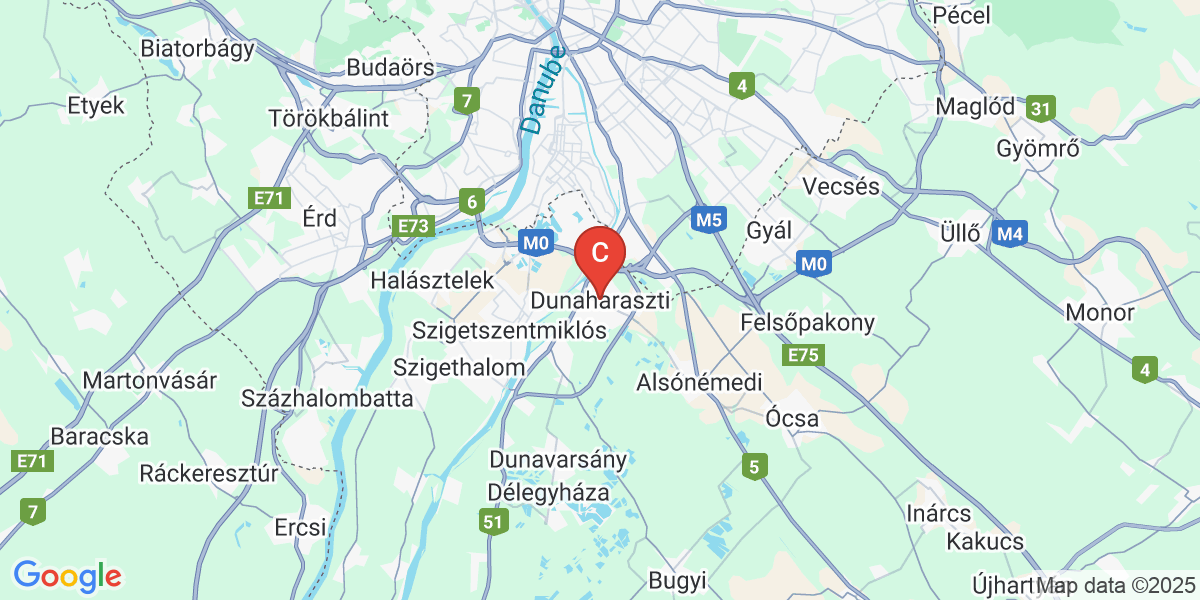 Pécel
Biatorbágy
Budaörs
Danube
4
7
Etyek
Maglód
31
Törökbálint
Gyömrő
Vecsés
E71
6
Érd
E73
M5
Gyál
Üllő
M4
M0
C
M0
Halásztelek
Dunaharaszti
Monor
Szigetszentmiklós
Felsőpakony
E75
Szigethalom
4
Martonvásár
Alsónémedi
Százhalombatta
Ócsa
Baracska
E71
Dunavarsány
5
Ráckeresztúr
Délegyháza
7
51
Inárcs
Ercsi
Kakucs
Google
Bugyi
Újhart
Map data ©2025